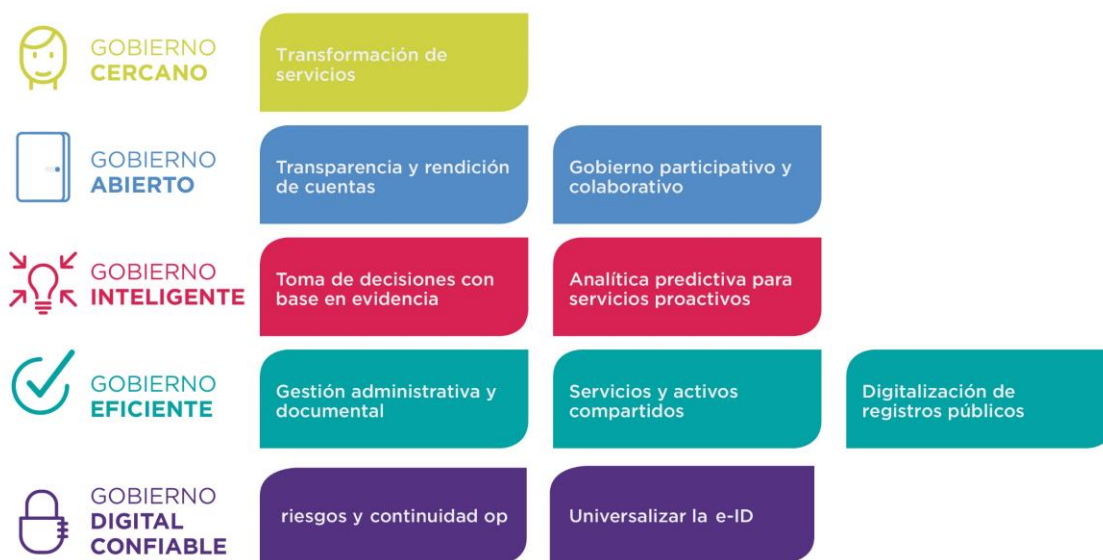 GOBIERNO
CERCANO
Transformación de
servicios
GOBIERNO
ABIERTO
Transparencia y rendición
de cuentas
Gobierno participativo y
colaborativo
GOBIERNO
INTELIGENTE
Toma de decisiones con
base en evidencia
Analítica predictiva para
servicios proactivos
GOBIERNO
EFICIENTE
Gestión administrativa y
documental
Servicios y activos
compartidos
Digitalización de
registros públicos
GOBIERNO
DIGITAL
CONFIABLE
riesgos y continuidad op
Universalizar la e-ID